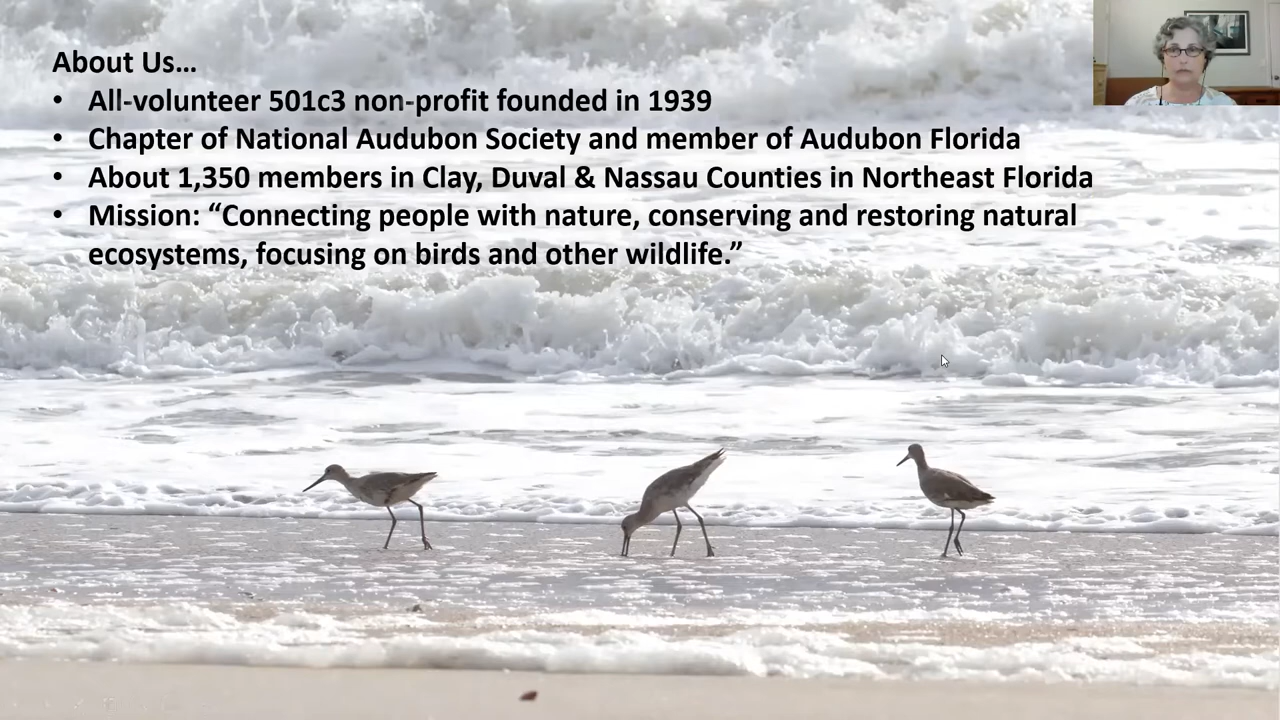 About Us…
• All-volunteer 501c3 non-profit founded in 1939
• Chapter of National Audubon Society and member of Audubon Florida
• About 1,350 members in Clay, Duval & Nassau Counties in Northeast Florida
• Mission: “Connecting people with nature, conserving and restoring natural
ecosystems, focusing on birds and other wildlife.”